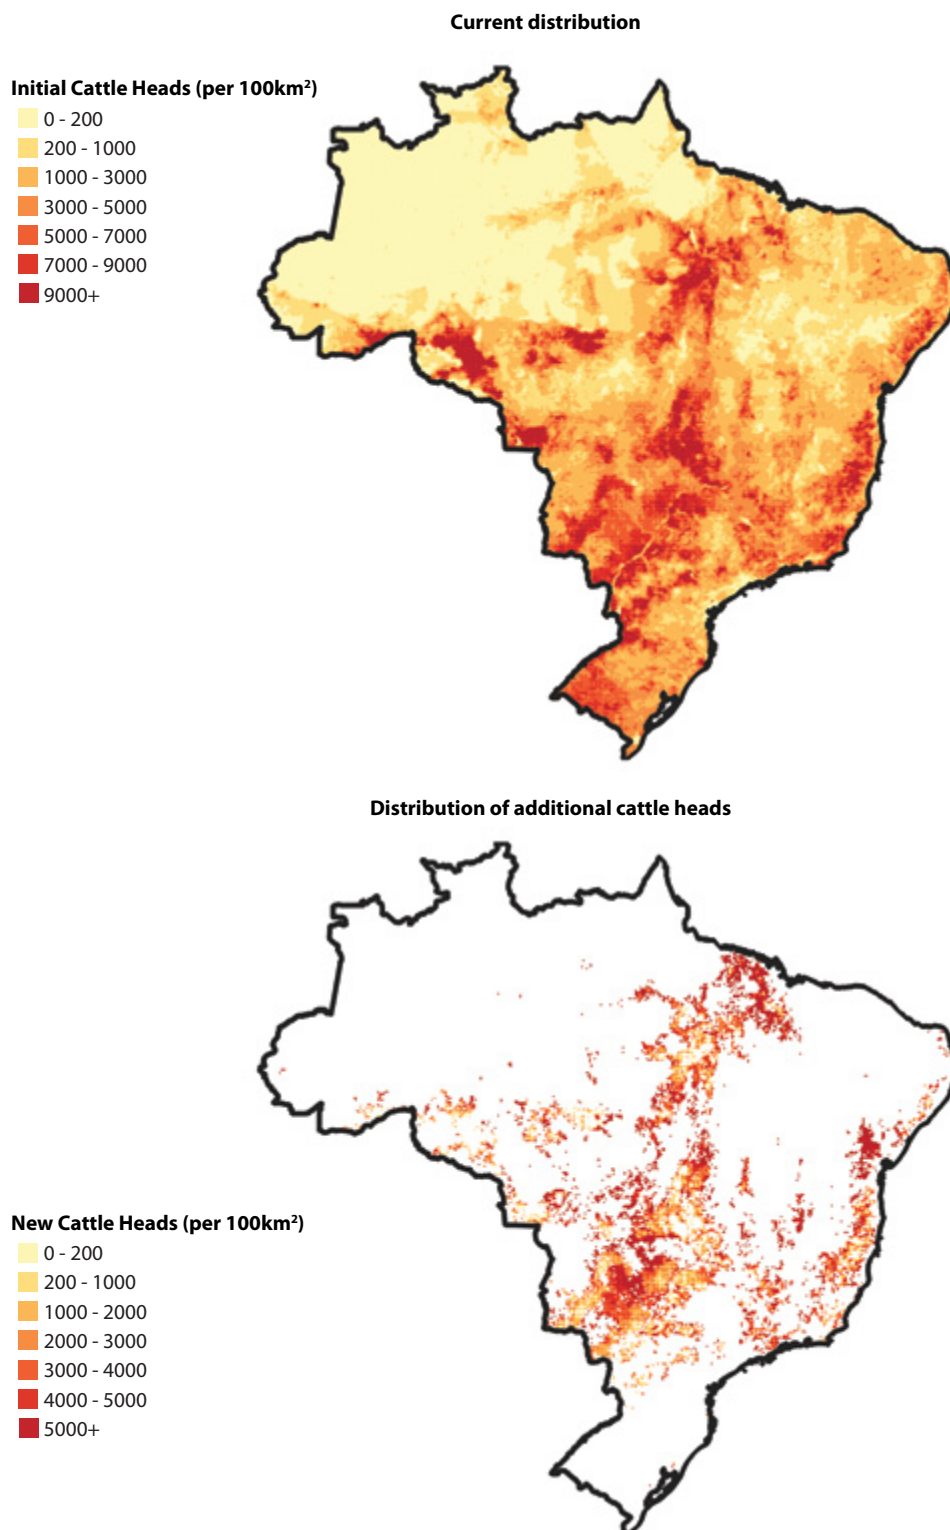 Current distribution
Initial Cattle Heads (per 100km²)
0 - 200
200 - 1000
1000 - 3000
3000 - 5000
5000 - 7000
7000 - 9000
9000+
Distribution of additional cattle heads
New Cattle Heads (per 100km²)
0 - 200
200 - 1000
1000 - 2000
2000 - 3000
3000 - 4000
4000 - 5000
5000+